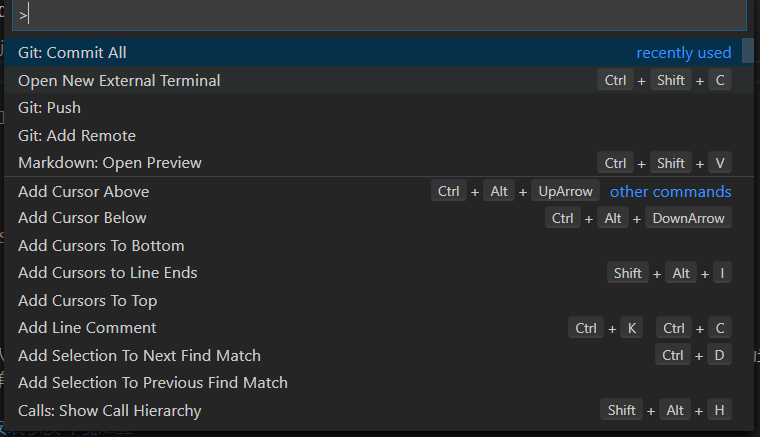 >
Git: Commit All recently used
Open New External Terminal Ctrl + Shift + C
Git: Push
Git: Add Remote
Markdown: Open Preview Ctrl + Shift + V
Add Cursor Above Ctrl + Alt + UpArrow other commands
Add Cursor Below Ctrl + Alt + DownArrow
Add Cursors To Bottom
Add Cursors to Line Ends Shift + Alt + I
Add Cursors To Top
Add Line Comment Ctrl + K Ctrl + C
Add Selection To Next Find Match Ctrl + D
Add Selection To Previous Find Match
Calls: Show Call Hierarchy Shift + Alt + H